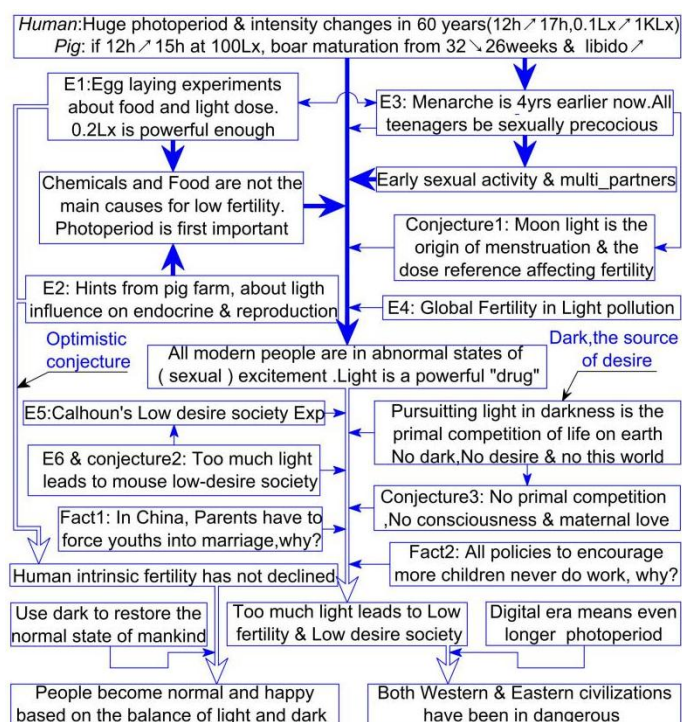 Human:Huge photoperiod & intensity changes in 60 years(12h↗17h,0.1Lx↗1KLx)
Pig: if 12h↗15h at 100Lx, boar maturation from 32↘26weeks & libido↗
E1:Egg laying experiments
about food and light dose.
0.2Lx is powerful enough
E3: Menarche is 4yrs earlier now.All
teenagers be sexually precocious
Chemicals and Food are not the
main causes for low fertility.
Photoperiod is first important
Early sexual activity & multi_partners
Conjecture1: Moon light is the
origin of menstruation & the
dose reference affecting fertility
E2: Hints from pig farm, about ligth
influence on endocrine & reproduction
E4: Global Fertility in Light pollution
Optimistic
conjecture
Dark,the source
of desire
All modern people are in abnormal states of
( sexual ) excitement .Light is a powerful "drug"
E5:Calhoun's Low desire society Exp
Pursuitting light in darkness is the
primal competition of life on earth
No dark,No desire & no this world
E6 & conjecture2: Too much light
leads to mouse low-desire society
Conjecture3: No primal competition
,No consciousness & maternal love
Fact1: In China, Parents have to
force youths into marriage,why?
Fact2: All policies to encourage
more children never do work, why?
Human intrinsic fertility has not declined
Use dark to restore the
normal state of mankind
Too much light leads to Low
fertility & Low desire society
Digital era means even
longer photoperiod
People become normal and happy
based on the balance of light and dark
Both Western & Eastern civilizations
have been in dangerous